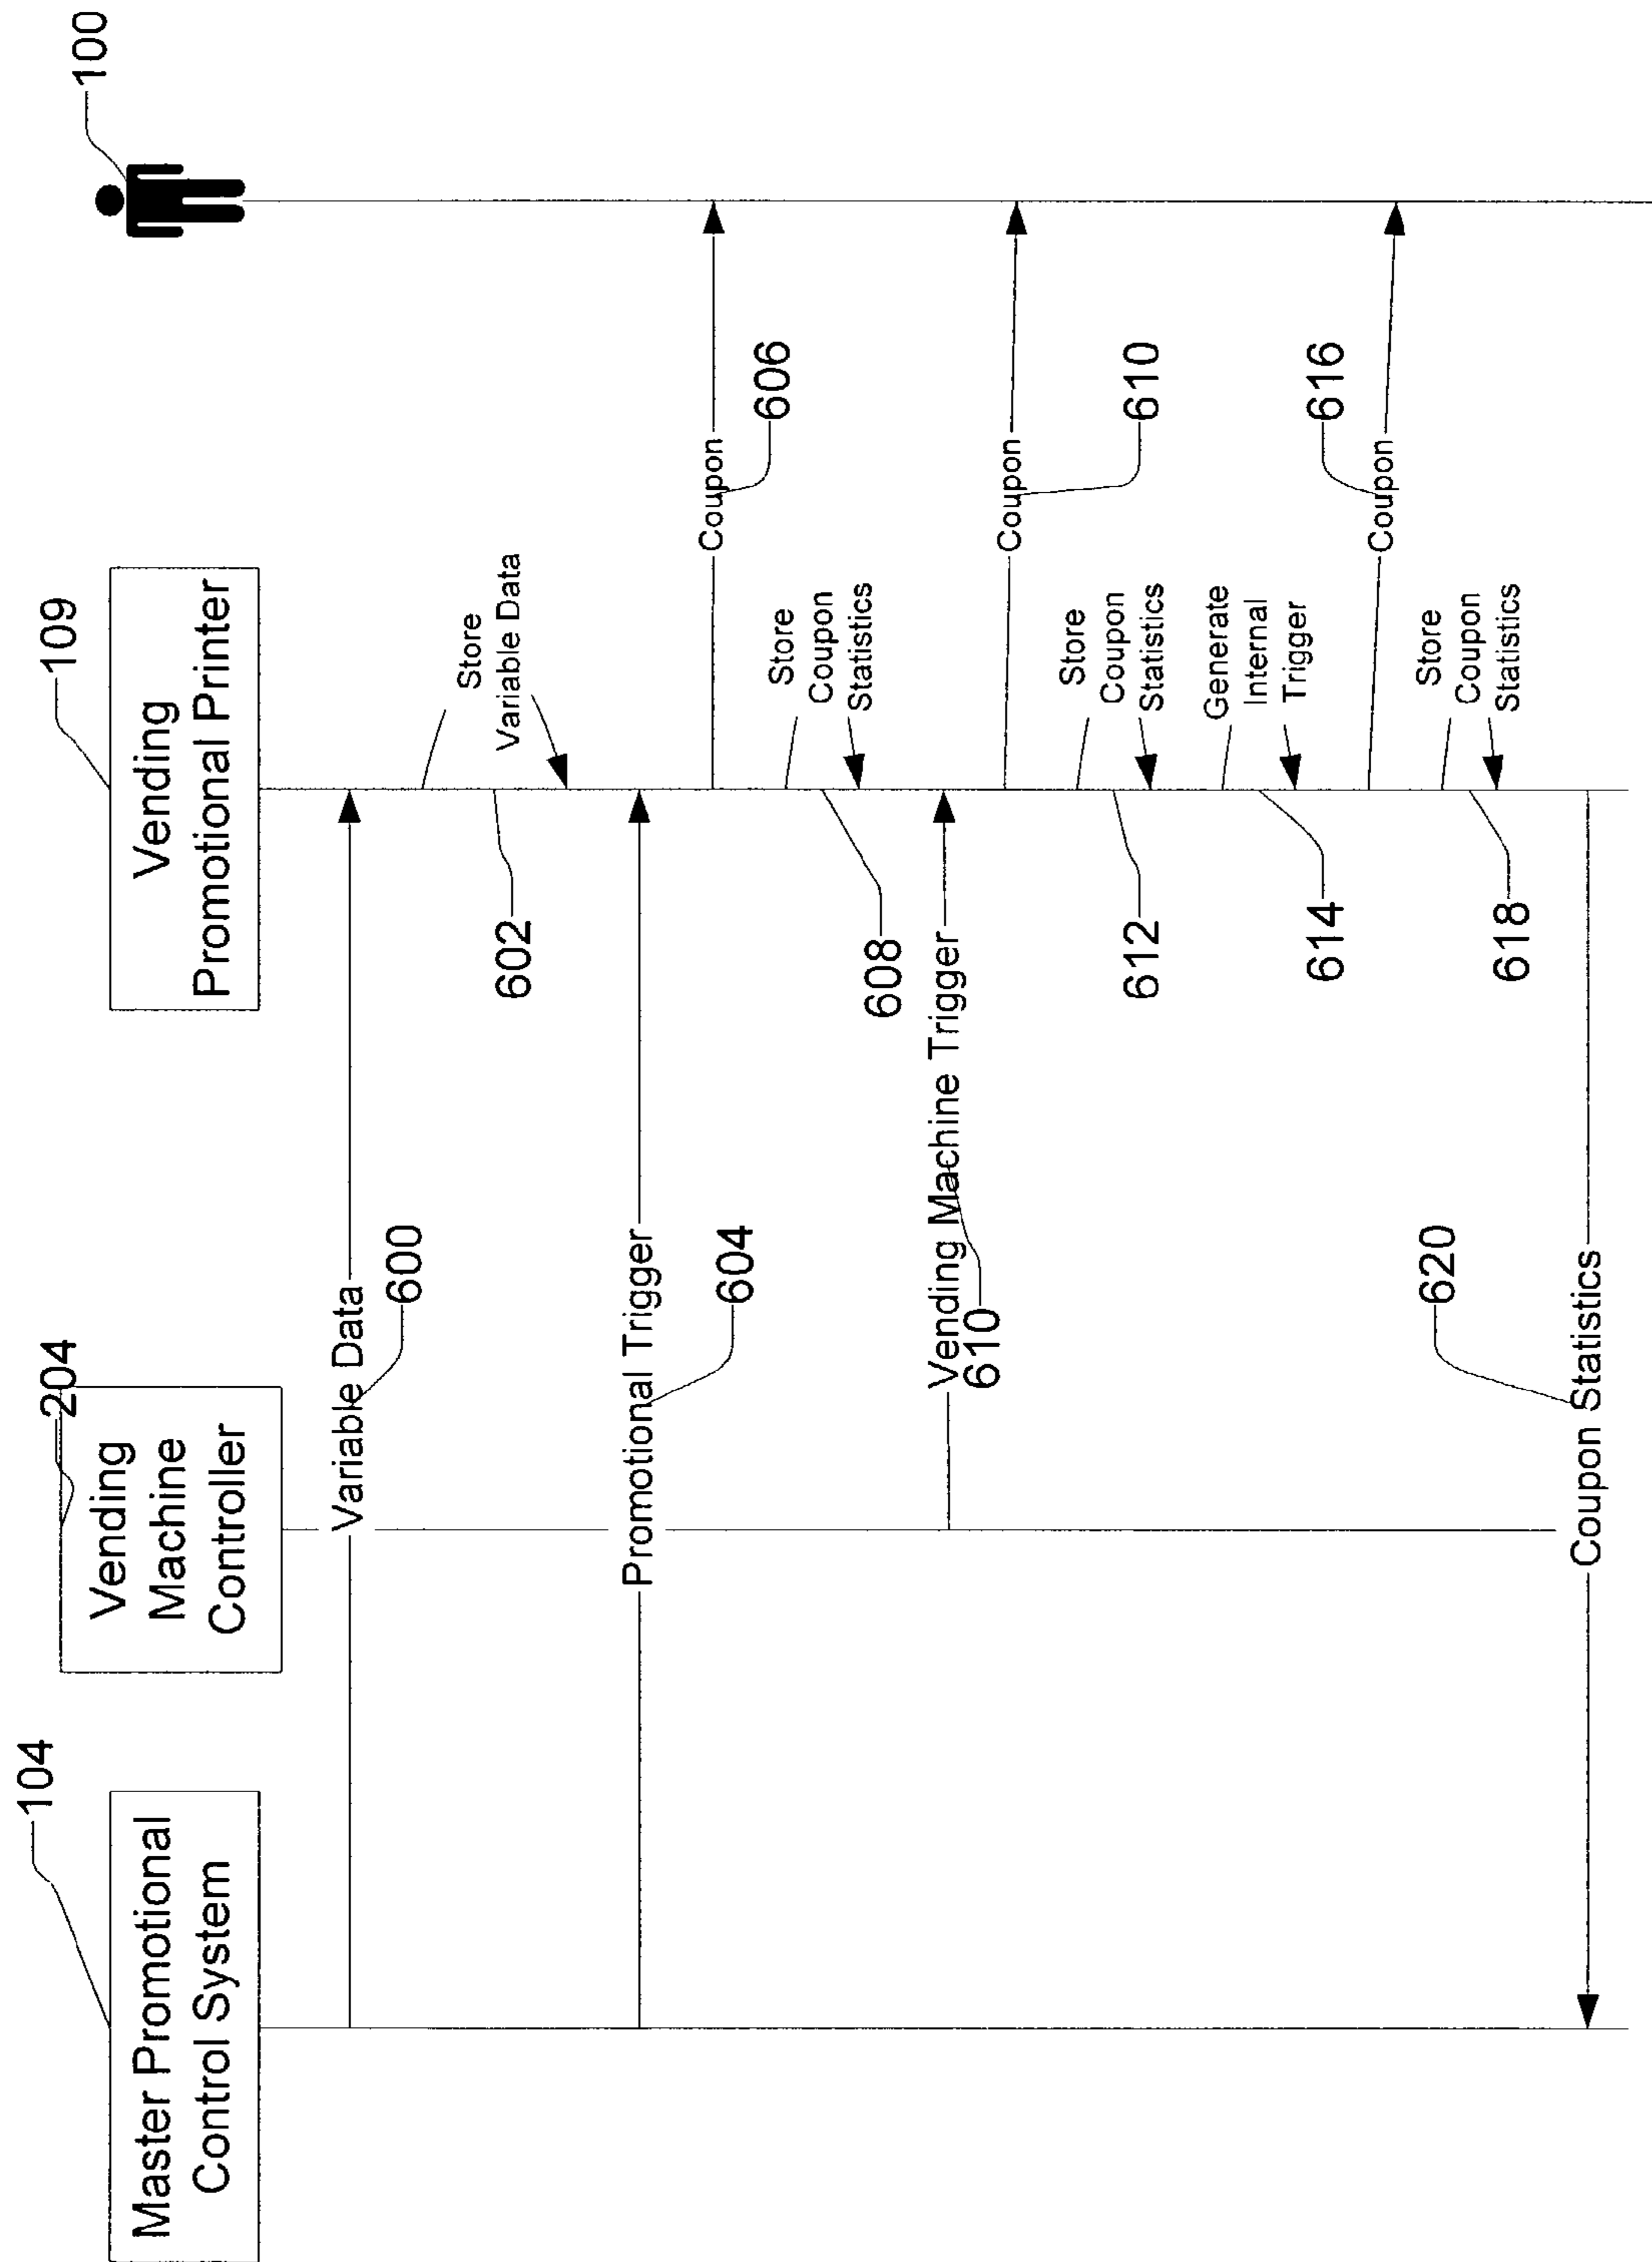 104
Master Promotional
Control System
204
Vending
Machine
Controller
109
Vending
Promotional Printer
100
Variable Data
600
Store
Variable Data
602
Promotional Trigger
604
Coupon
606
Store
Coupon
Statistics
608
Vending Machine Trigger
610
Coupon
610
Store
Coupon
Statistics
612
Generate
Internal
Trigger
614
Coupon
616
Store
Coupon
Statistics
618
Coupon Statistics
620